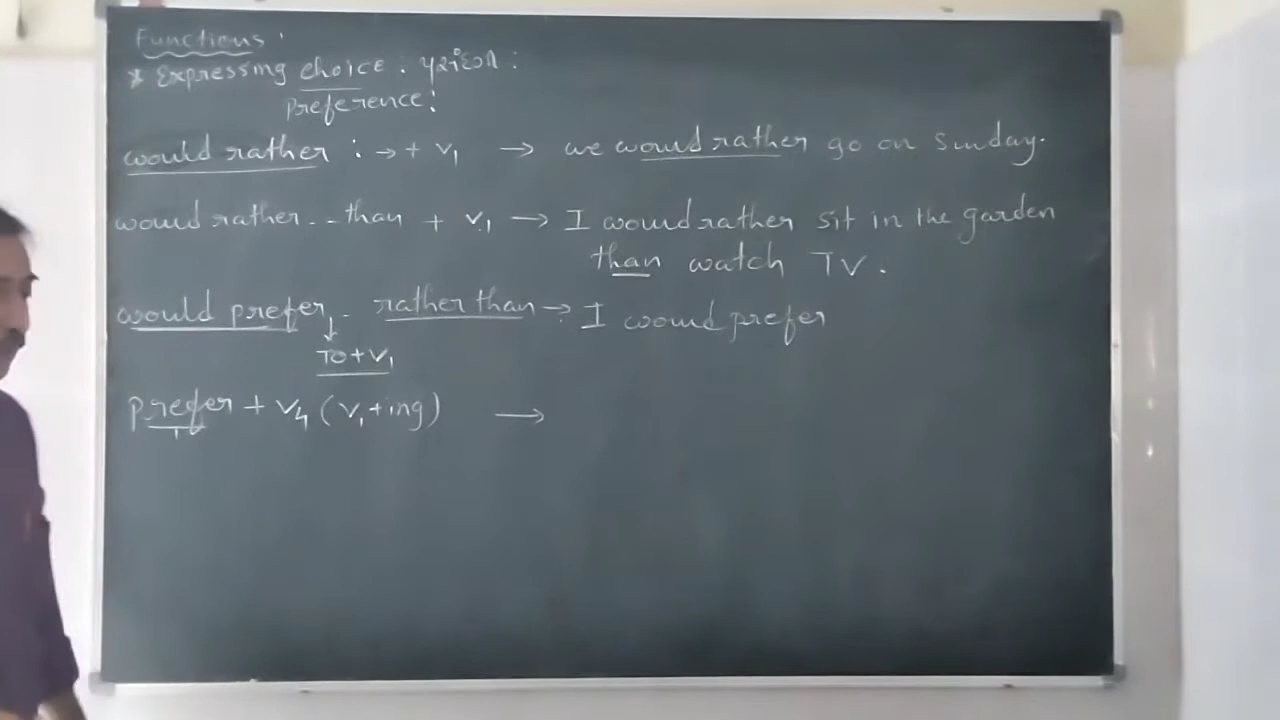 Functions :
* Expressing choice : પસંદગી :
preference :
would rather : → + V₁ → we would rather go on Sunday.
would rather .. than + V₁ → I would rather sit in the garden
than watch TV.
would prefer .. rather than → I would prefer
↓
TO + V₁
prefer + V₄ (V₁+ing) →